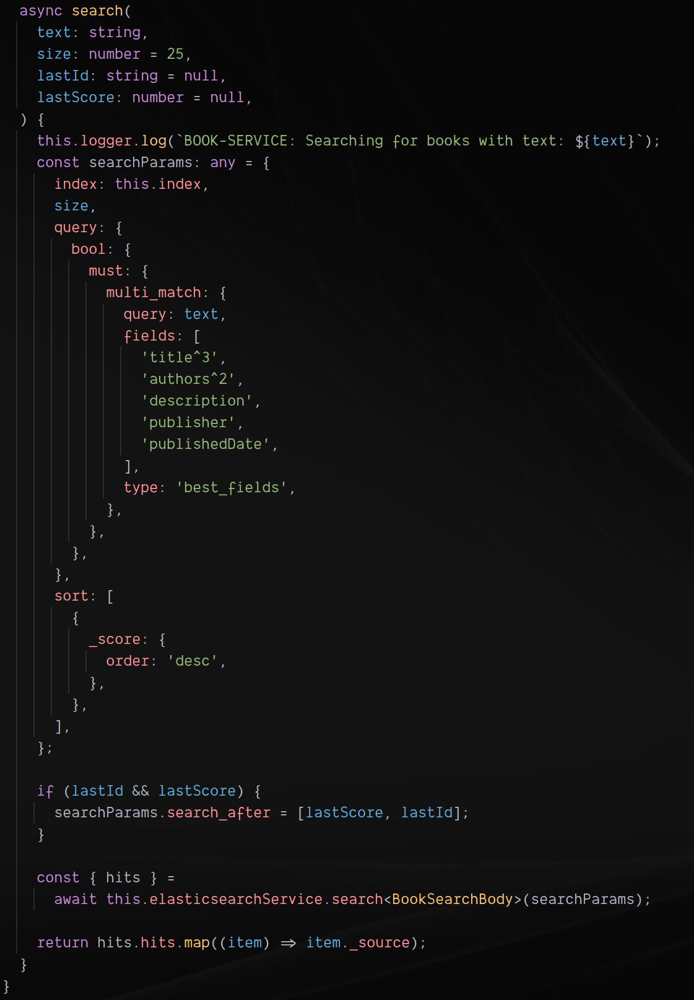 async search(
text: string,
size: number = 25,
lastId: string = null,
lastScore: number = null,
) {
this.logger.log(`BOOK-SERVICE: Searching for books with text: ${text}`);
const searchParams: any = {
index: this.index,
size,
query: {
bool: {
must: {
multi_match: {
query: text,
fields: [
'title^3',
'authors^2',
'description',
'publisher',
'publishedDate',
],
type: 'best_fields',
},
},
},
},
sort: [
{
_score: {
order: 'desc',
},
},
],
};
if (lastId && lastScore) {
searchParams.search_after = [lastScore, lastId];
}
const { hits } =
await this.elasticsearchService.search<BookSearchBody>(searchParams);
return hits.hits.map((item) => item._source);
}
}